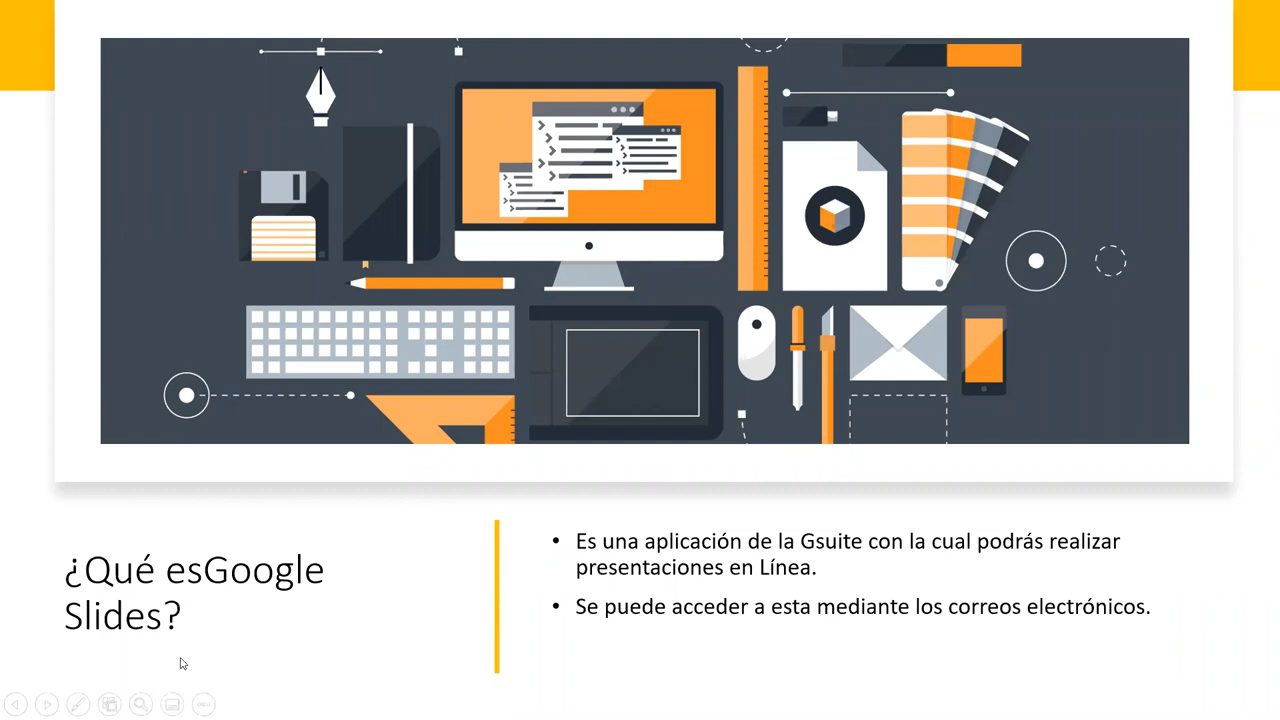 ¿Qué esGoogle
Slides?
• Es una aplicación de la Gsuite con la cual podrás realizar
presentaciones en Línea.
• Se puede acceder a esta mediante los correos electrónicos.